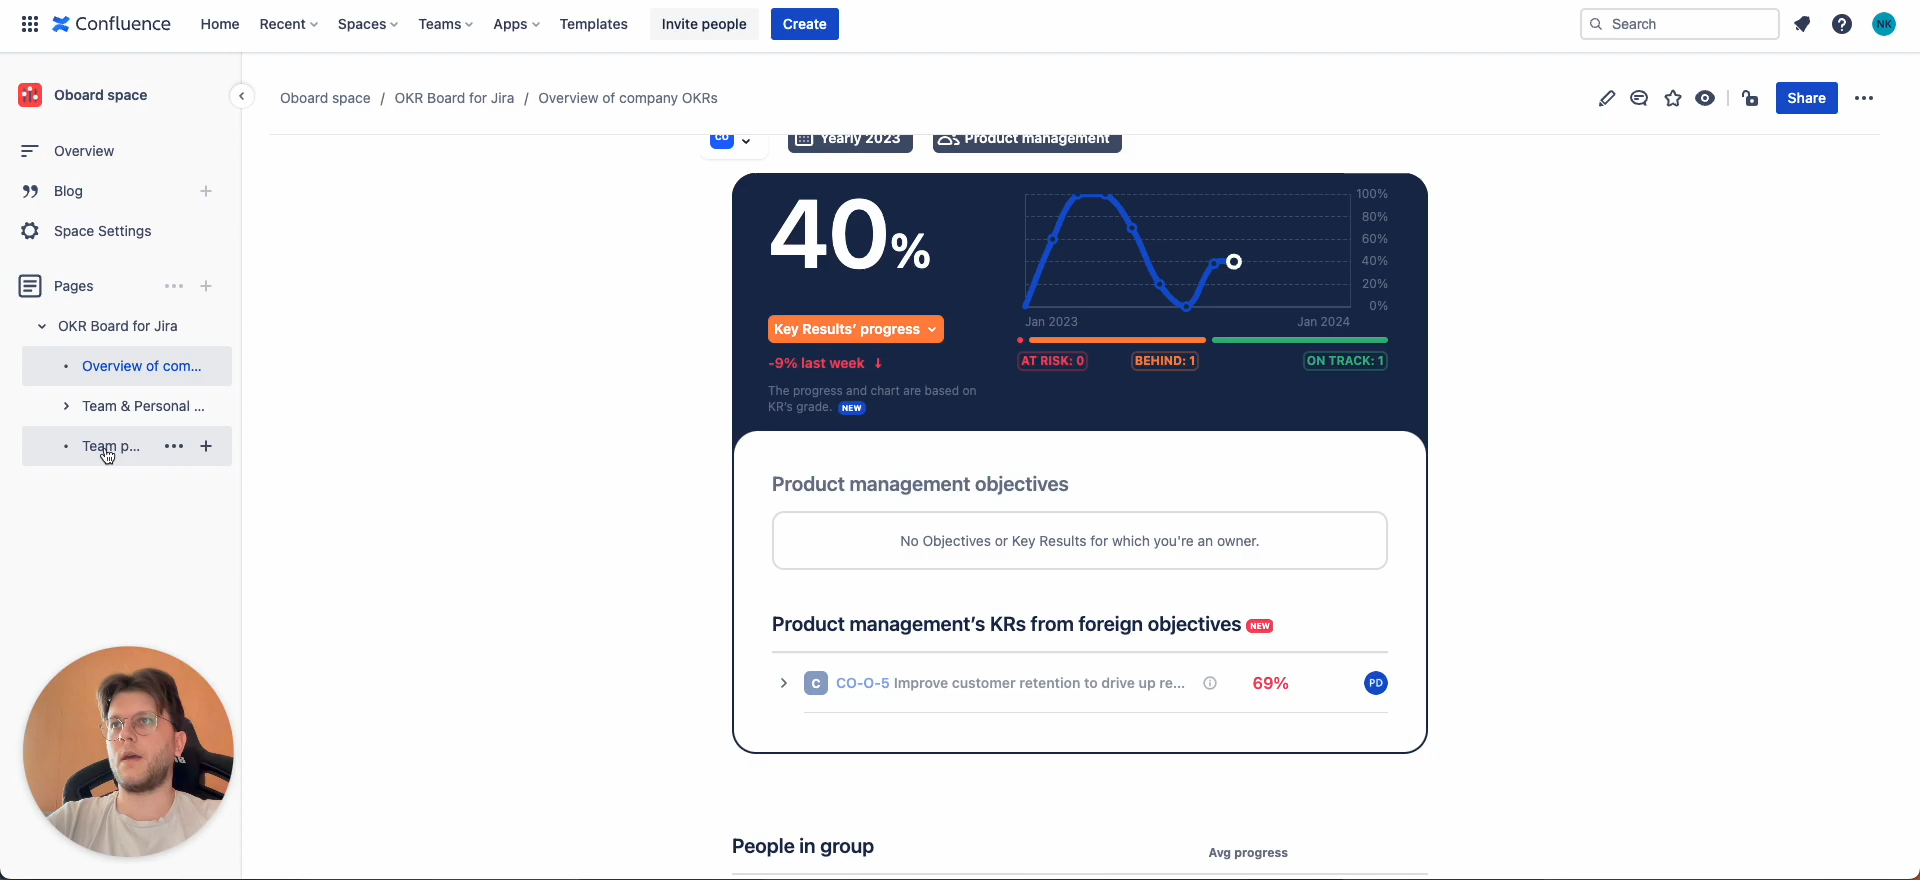 Confluence
Home
Recent
Spaces
Teams
Apps
Templates
Invite people
Create
Search
NK
Oboard space
Overview
Blog
Space Settings
Pages
OKR Board for Jira
Overview of com...
Team & Personal ...
Team p...
Oboard space / OKR Board for Jira / Overview of company OKRs
Share
CO
Yearly 2023
Product management
40%
Key Results' progress
-9% last week ↓
The progress and chart are based on
KR's grade. NEW
100%
80%
60%
40%
20%
0%
Jan 2023
Jan 2024
AT RISK: 0
BEHIND: 1
ON TRACK: 1
Product management objectives
No Objectives or Key Results for which you're an owner.
Product management's KRs from foreign objectives NEW
C CO-O-5 Improve customer retention to drive up re... 69% PD
People in group
Avg progress